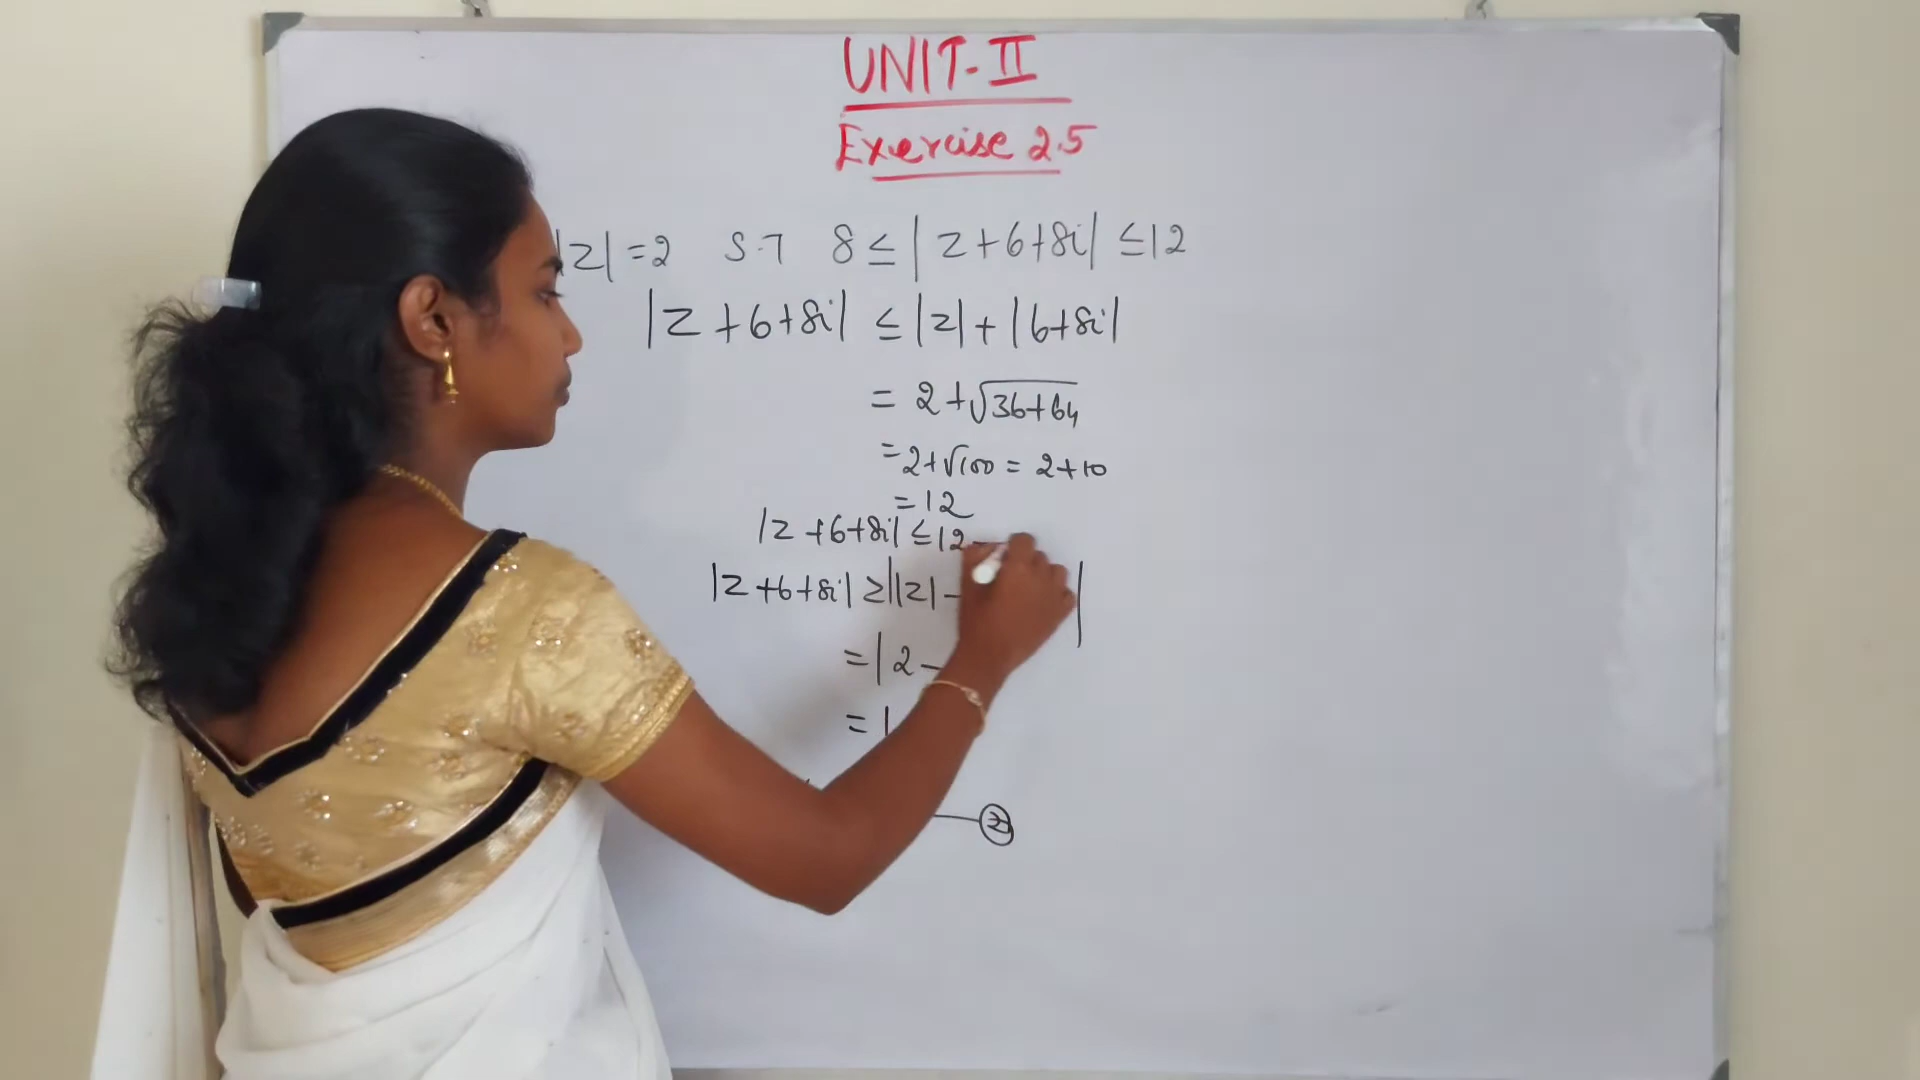 UNIT-II
Exercise 2.5
|z| = 2 S.T 8 ≤ |z+6+8i| ≤ 12
|z+6+8i| ≤ |z| + |6+8i|
= 2+√36+64
= 2+√100 = 2+10
= 12
|z+6+8i| ≤ 12 —
|z+6+8i| ≥ ||z| - |
= |2 -
= |
— ②